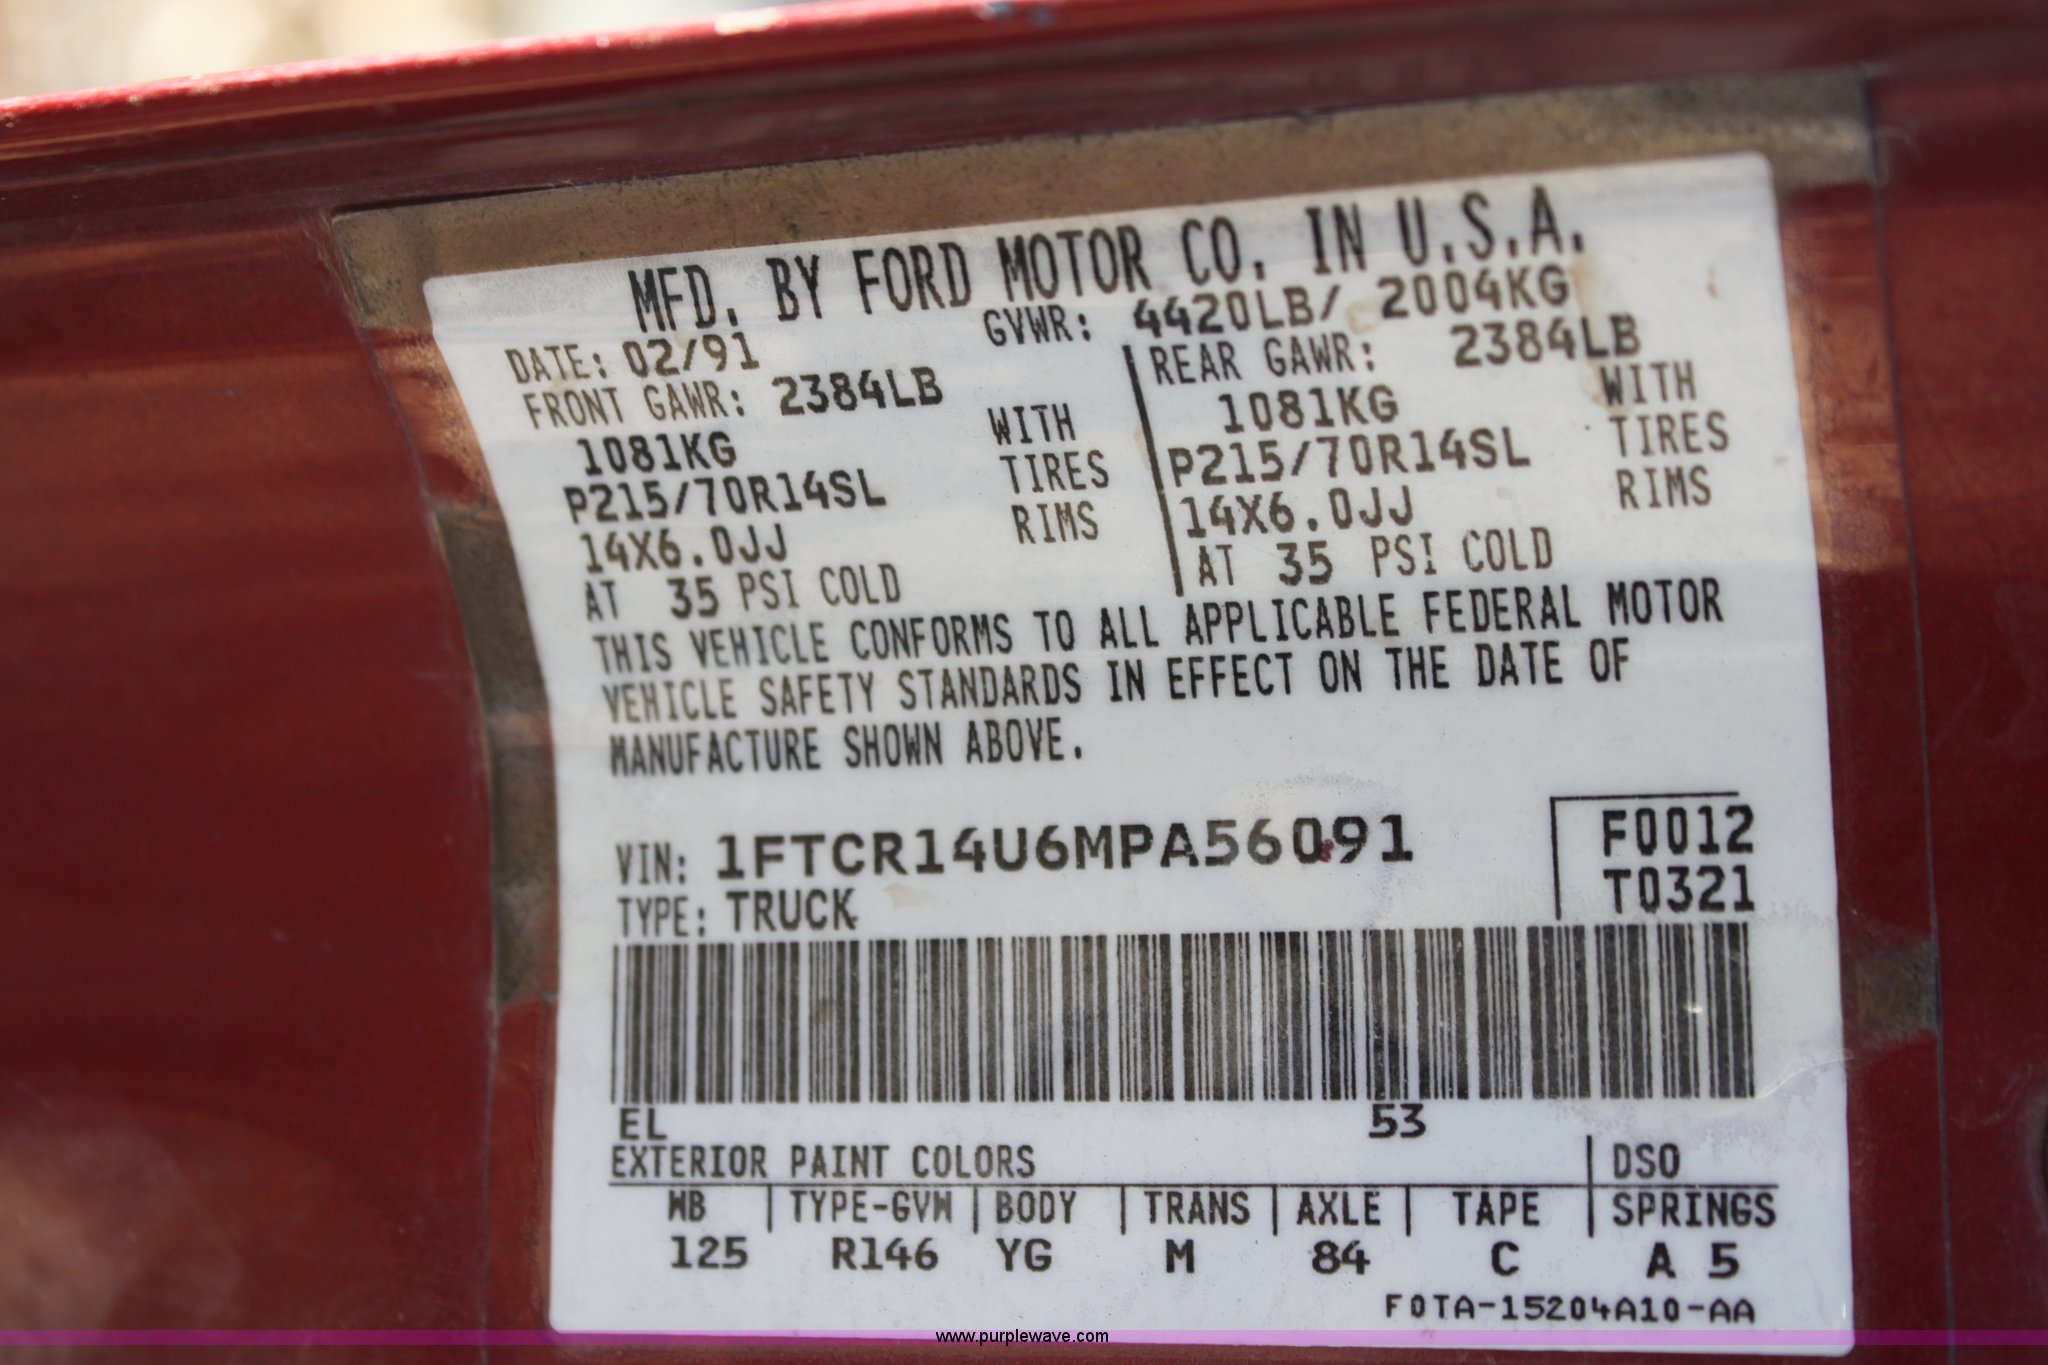 MFD. BY FORD MOTOR CO. IN U.S.A.
DATE: 02/91 GVWR: 4420LB/ 2004KG
FRONT GAWR: 2384LB REAR GAWR: 2384LB
1081KG WITH 1081KG WITH
P215/70R14SL TIRES P215/70R14SL TIRES
14X6.0JJ RIMS 14X6.0JJ RIMS
AT 35 PSI COLD AT 35 PSI COLD
THIS VEHICLE CONFORMS TO ALL APPLICABLE FEDERAL MOTOR
VEHICLE SAFETY STANDARDS IN EFFECT ON THE DATE OF
MANUFACTURE SHOWN ABOVE.
VIN: 1FTCR14U6MPA56091 F0012
TYPE: TRUCK T0321
EL 53
EXTERIOR PAINT COLORS DSO
WB TYPE-GVW BODY TRANS AXLE TAPE SPRINGS
125 R146 YG M 84 C A 5
F0TA-15204A10-AA
www.purplewave.com